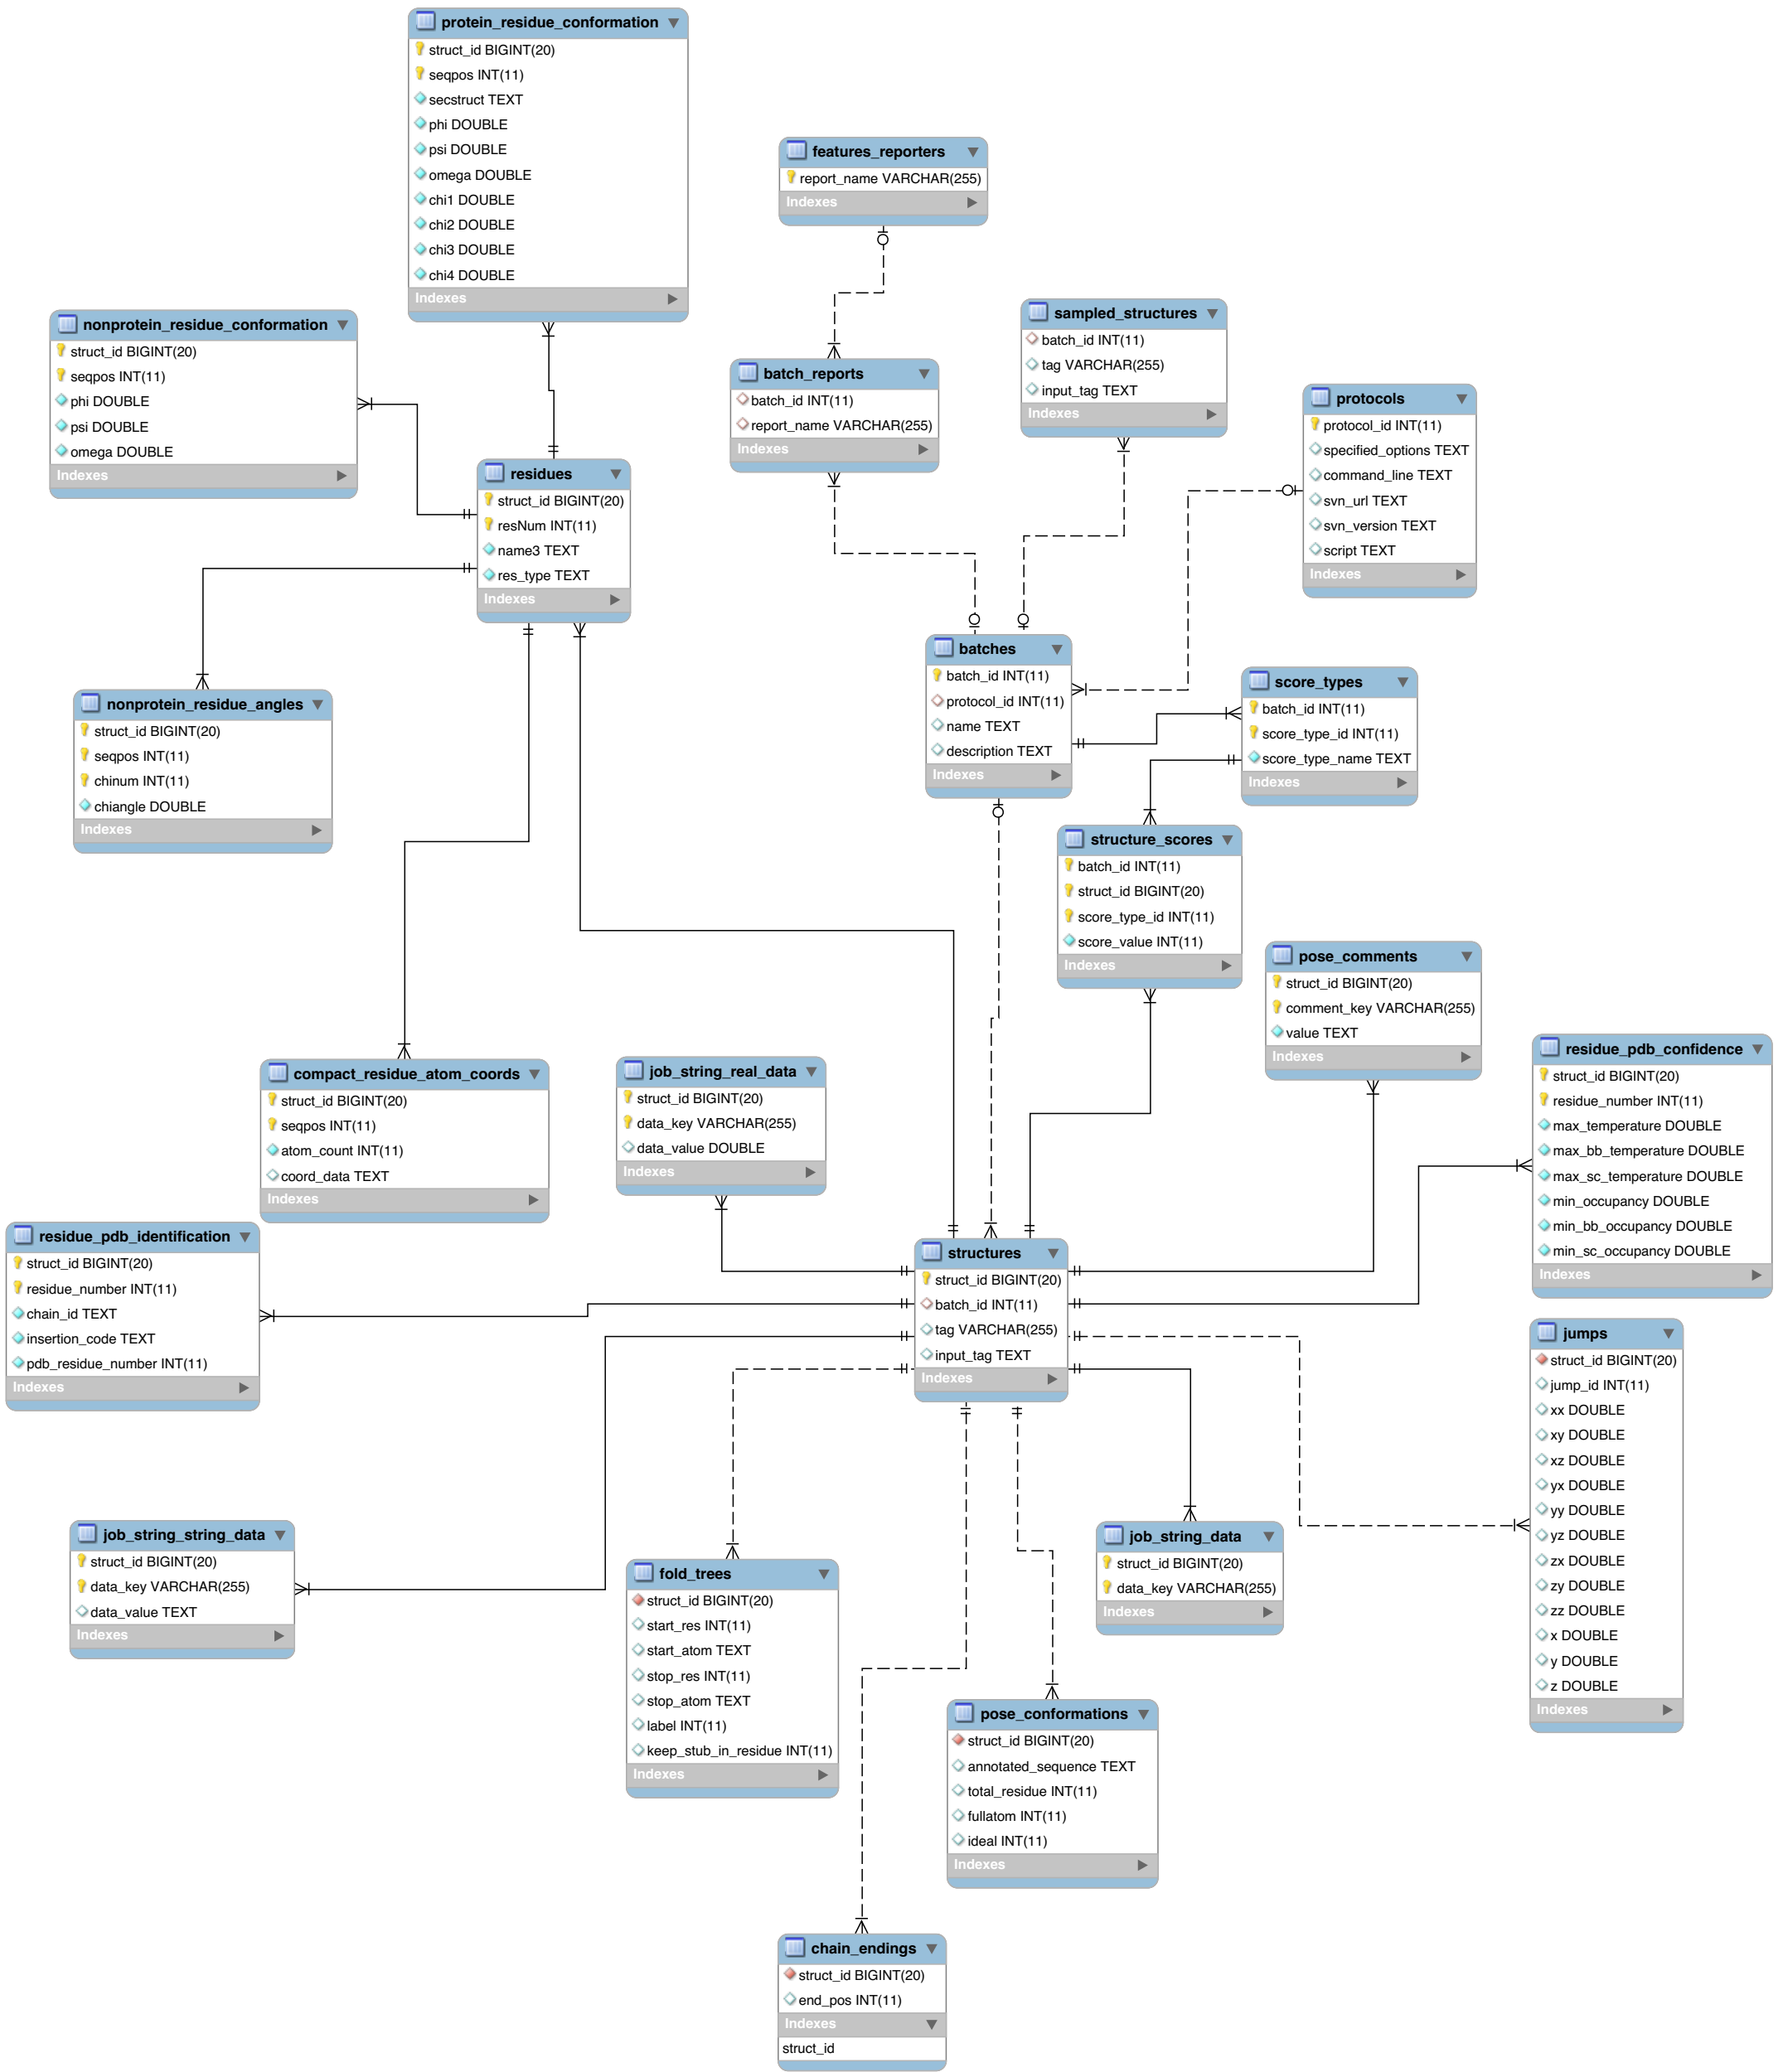 protein_residue_conformation
struct_id BIGINT(20)
seqpos INT(11)
secstruct TEXT
phi DOUBLE
psi DOUBLE
omega DOUBLE
chi1 DOUBLE
chi2 DOUBLE
chi3 DOUBLE
chi4 DOUBLE
Indexes
features_reporters
report_name VARCHAR(255)
Indexes
nonprotein_residue_conformation
struct_id BIGINT(20)
seqpos INT(11)
phi DOUBLE
psi DOUBLE
omega DOUBLE
Indexes
sampled_structures
batch_id INT(11)
tag VARCHAR(255)
input_tag TEXT
Indexes
batch_reports
batch_id INT(11)
report_name VARCHAR(255)
Indexes
protocols
protocol_id INT(11)
specified_options TEXT
command_line TEXT
svn_url TEXT
svn_version TEXT
script TEXT
Indexes
residues
struct_id BIGINT(20)
resNum INT(11)
name3 TEXT
res_type TEXT
Indexes
batches
batch_id INT(11)
protocol_id INT(11)
name TEXT
description TEXT
Indexes
score_types
batch_id INT(11)
score_type_id INT(11)
score_type_name TEXT
Indexes
nonprotein_residue_angles
struct_id BIGINT(20)
seqpos INT(11)
chinum INT(11)
chiangle DOUBLE
Indexes
structure_scores
batch_id INT(11)
struct_id BIGINT(20)
score_type_id INT(11)
score_value INT(11)
Indexes
pose_comments
struct_id BIGINT(20)
comment_key VARCHAR(255)
value TEXT
Indexes
residue_pdb_confidence
struct_id BIGINT(20)
residue_number INT(11)
max_temperature DOUBLE
max_bb_temperature DOUBLE
max_sc_temperature DOUBLE
min_occupancy DOUBLE
min_bb_occupancy DOUBLE
min_sc_occupancy DOUBLE
Indexes
compact_residue_atom_coords
struct_id BIGINT(20)
seqpos INT(11)
atom_count INT(11)
coord_data TEXT
Indexes
job_string_real_data
struct_id BIGINT(20)
data_key VARCHAR(255)
data_value DOUBLE
Indexes
residue_pdb_identification
struct_id BIGINT(20)
residue_number INT(11)
chain_id TEXT
insertion_code TEXT
pdb_residue_number INT(11)
Indexes
structures
struct_id BIGINT(20)
batch_id INT(11)
tag VARCHAR(255)
input_tag TEXT
Indexes
jumps
struct_id BIGINT(20)
jump_id INT(11)
xx DOUBLE
xy DOUBLE
xz DOUBLE
yx DOUBLE
yy DOUBLE
yz DOUBLE
zx DOUBLE
zy DOUBLE
zz DOUBLE
x DOUBLE
y DOUBLE
z DOUBLE
Indexes
job_string_string_data
struct_id BIGINT(20)
data_key VARCHAR(255)
data_value TEXT
Indexes
fold_trees
struct_id BIGINT(20)
start_res INT(11)
start_atom TEXT
stop_res INT(11)
stop_atom TEXT
label INT(11)
keep_stub_in_residue INT(11)
Indexes
job_string_data
struct_id BIGINT(20)
data_key VARCHAR(255)
Indexes
pose_conformations
struct_id BIGINT(20)
annotated_sequence TEXT
total_residue INT(11)
fullatom INT(11)
ideal INT(11)
Indexes
chain_endings
struct_id BIGINT(20)
end_pos INT(11)
Indexes
struct_id